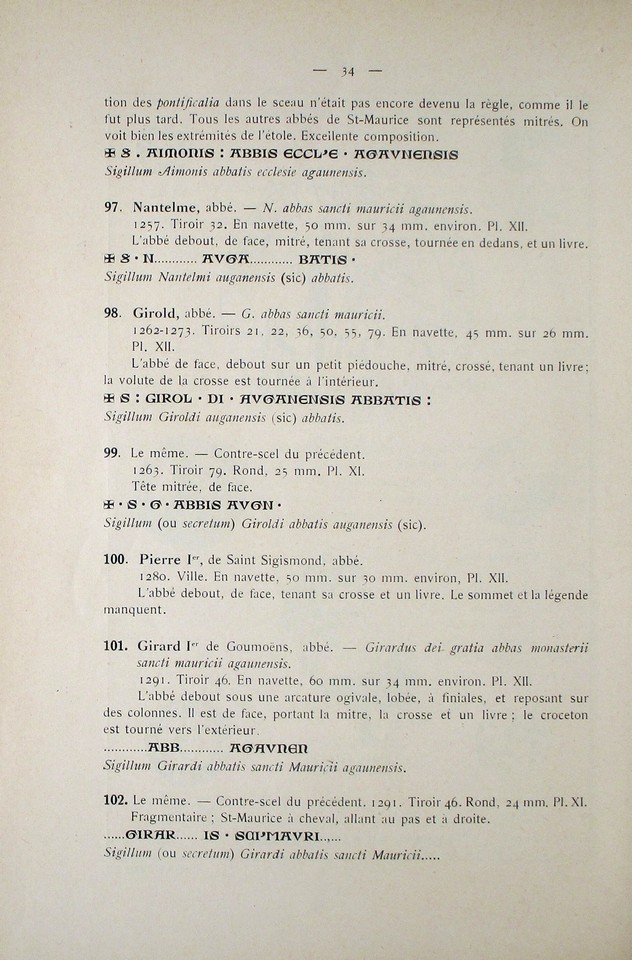 — 34 —
tion des pontificalia dans le sceau n'était pas encore devenu la règle, comme il le
fut plus tard. Tous les autres abbés de St-Maurice sont représentés mitrés. On
voit bien les extrémités de l'étole. Excellente composition.
✠ S . AIMONIS : ABBIS ECCL'E · AGAVNENSIS
Sigillum Aimonis abbatis ecclesie agaunensis.
97. Nantelme, abbé. — N. abbas sancti mauricii agaunensis.
1257. Tiroir 32. En navette, 50 mm. sur 34 mm. environ. Pl. XII.
L'abbé debout, de face, mitré, tenant sa crosse, tournée en dedans, et un livre.
✠ S · N............ AVGA............ BATIS ·
Sigillum Nantelmi auganensis (sic) abbatis.
98. Girold, abbé. — G. abbas sancti mauricii.
1262-1273. Tiroirs 21, 22, 36, 50, 55, 79. En navette, 45 mm. sur 26 mm.
Pl. XII.
L'abbé de face, debout sur un petit piédouche, mitré, crossé, tenant un livre;
la volute de la crosse est tournée à l'intérieur.
✠ S : GIROL · DI · AVGANENSIS ABBATIS :
Sigillum Giroldi auganensis (sic) abbatis.
99. Le même. — Contre-scel du précédent.
1263. Tiroir 79. Rond, 25 mm. Pl. XI.
Tête mitrée, de face.
✠ · S · G · ABBIS AVGN ·
Sigillum (ou secretum) Giroldi abbatis auganensis (sic).
100. Pierre Ier, de Saint Sigismond, abbé.
1280. Ville. En navette, 50 mm. sur 30 mm. environ, Pl. XII.
L'abbé debout, de face, tenant sa crosse et un livre. Le sommet et la légende
manquent.
101. Girard Ier de Goumoëns, abbé. — Girardus dei gratia abbas monasterii
sancti mauricii agaunensis.
1291. Tiroir 46. En navette, 60 mm. sur 34 mm. environ. Pl. XII.
L'abbé debout sous une arcature ogivale, lobée, à finiales, et reposant sur
des colonnes. Il est de face, portant la mitre, la crosse et un livre; le croceton
est tourné vers l'extérieur.
............ABB............ AGAVNEN
Sigillum Girardi abbatis sancti Mauricii agaunensis.
102. Le même. — Contre-scel du précédent. 1291. Tiroir 46. Rond, 24 mm. Pl. XI.
Fragmentaire; St-Maurice à cheval, allant au pas et à droite.
......GIRAR...... IS · SCI MAVRI......
Sigillum (ou secretum) Girardi abbatis sancti Mauricii.....